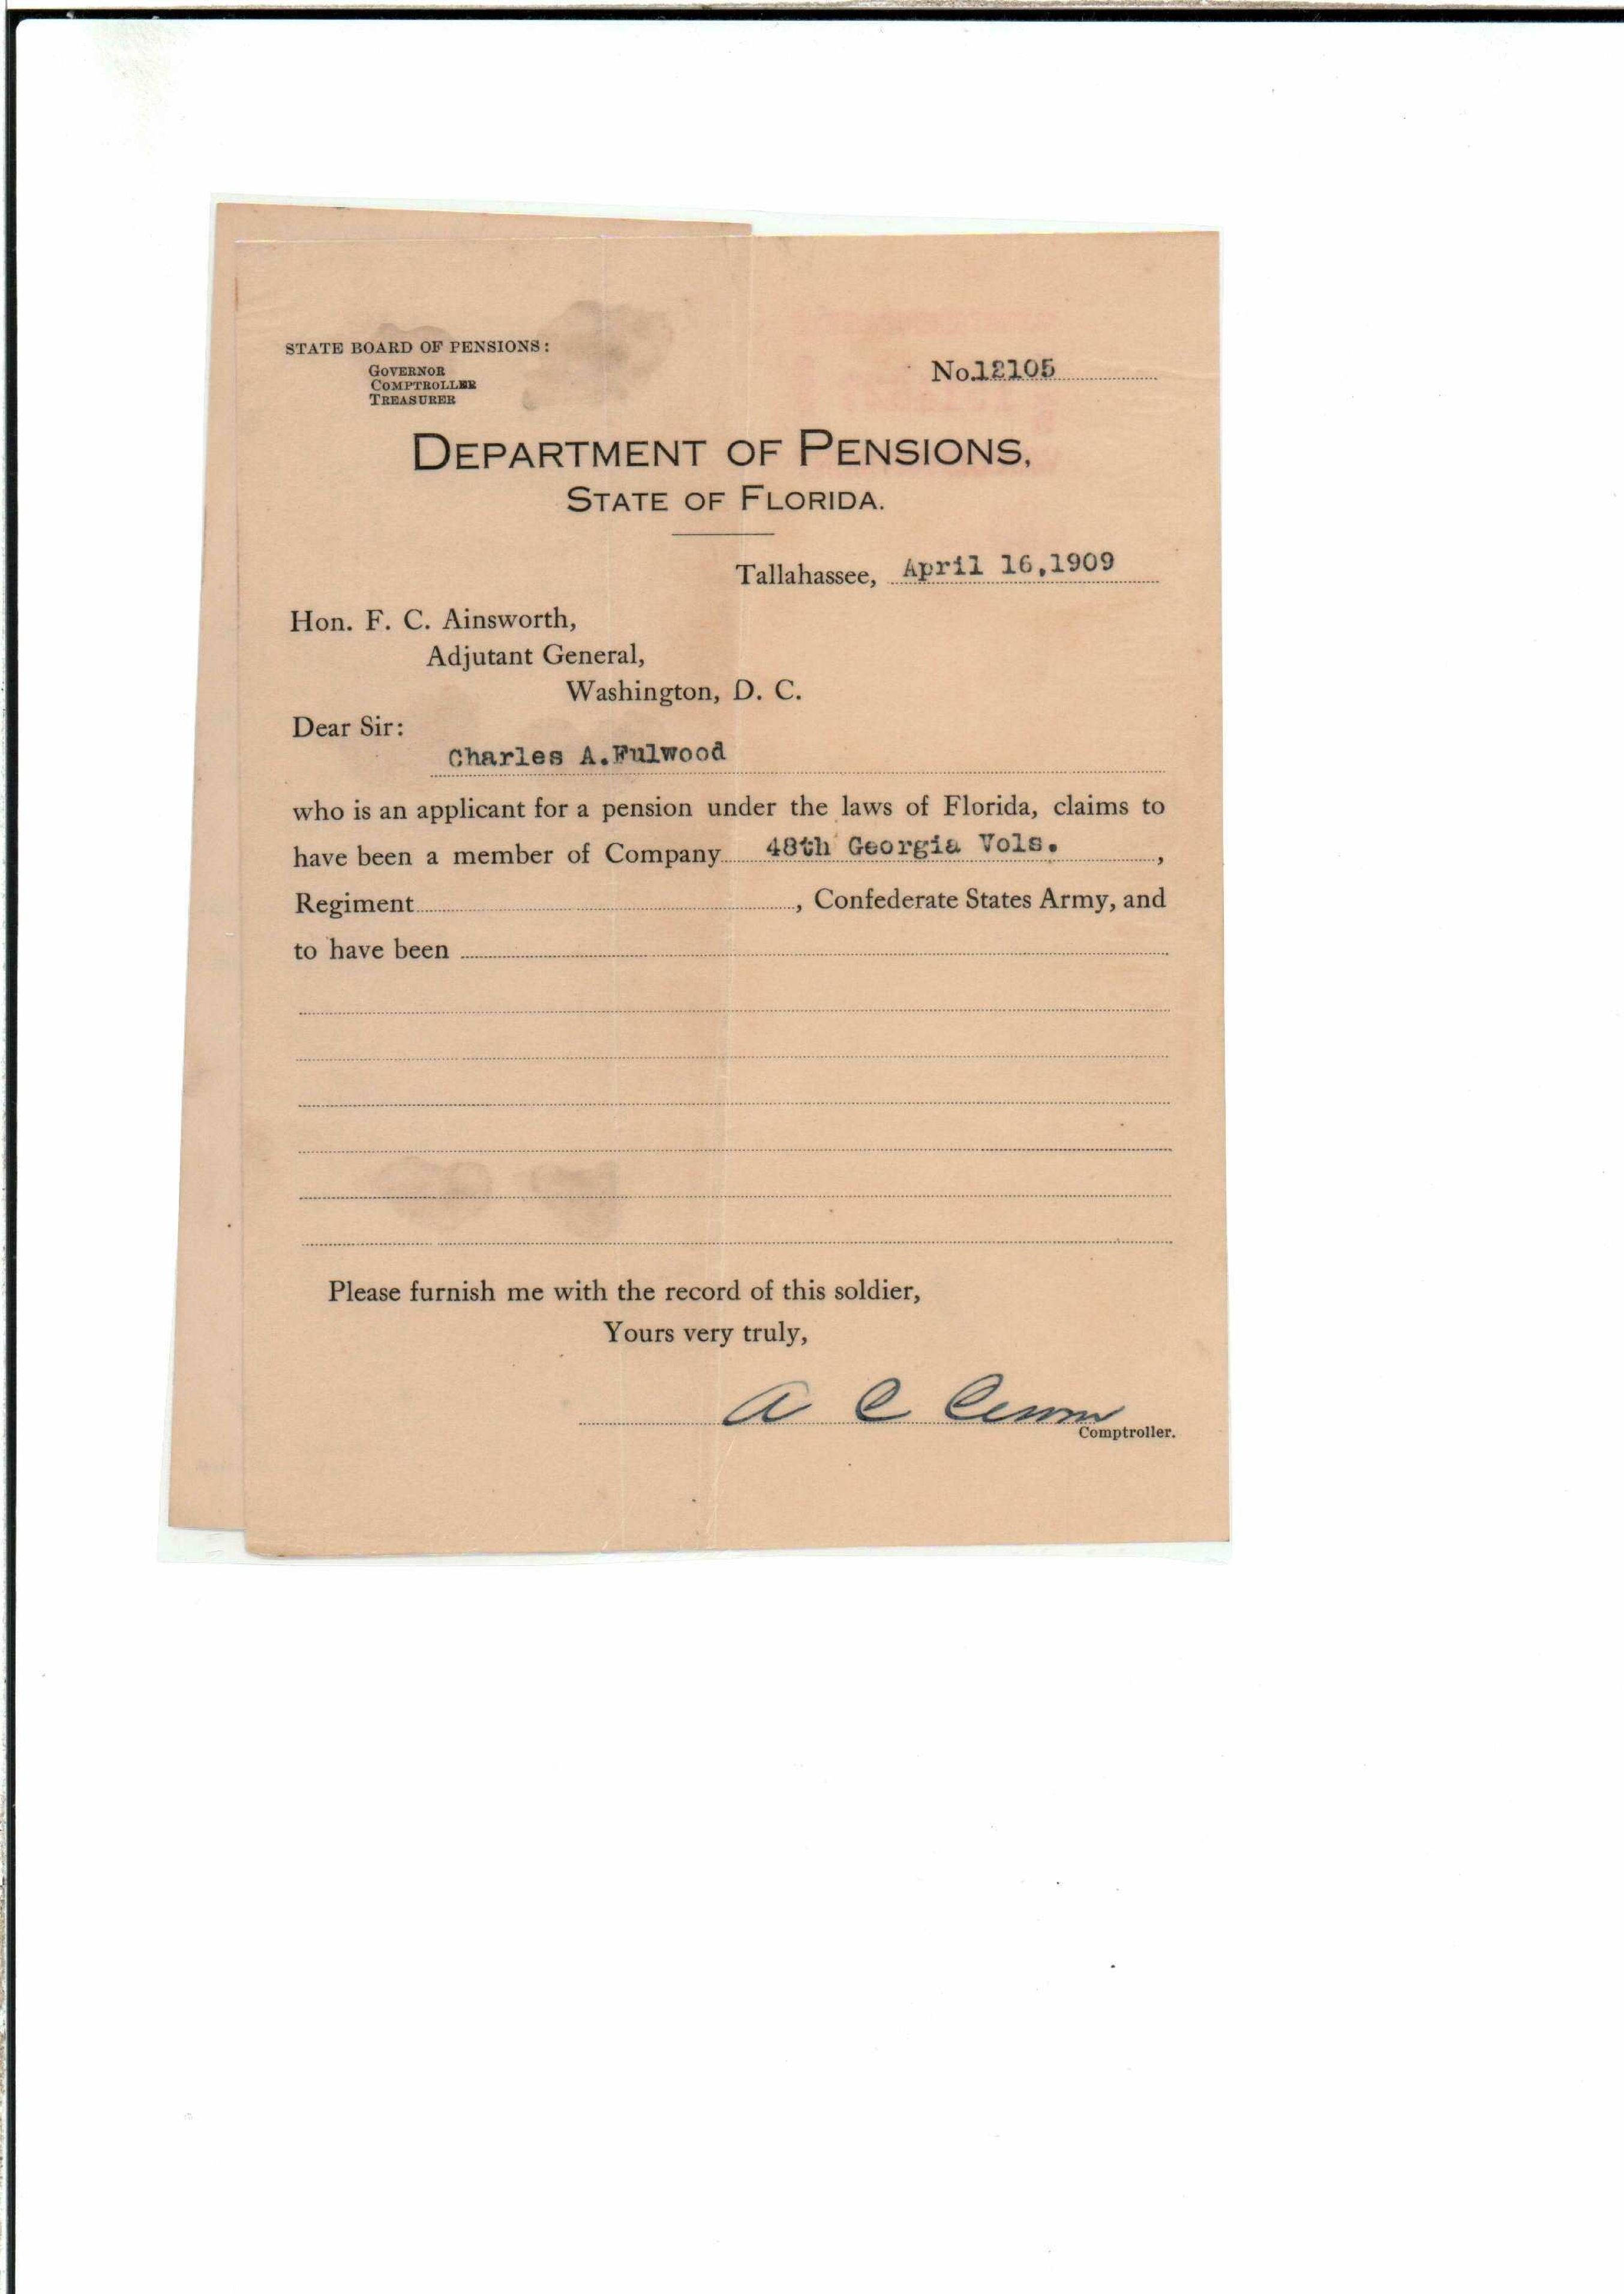 STATE BOARD OF PENSIONS:
GOVERNOR
COMPTROLLER
TREASURER
No.12105
DEPARTMENT OF PENSIONS,
STATE OF FLORIDA.
Tallahassee, April 16,1909
Hon. F. C. Ainsworth,
Adjutant General,
Washington, D. C.
Dear Sir:
Charles A.Fulwood
who is an applicant for a pension under the laws of Florida, claims to
have been a member of Company 48th Georgia Vols. ,
Regiment , Confederate States Army, and
to have been
Please furnish me with the record of this soldier,
Yours very truly,
A C
Comptroller.